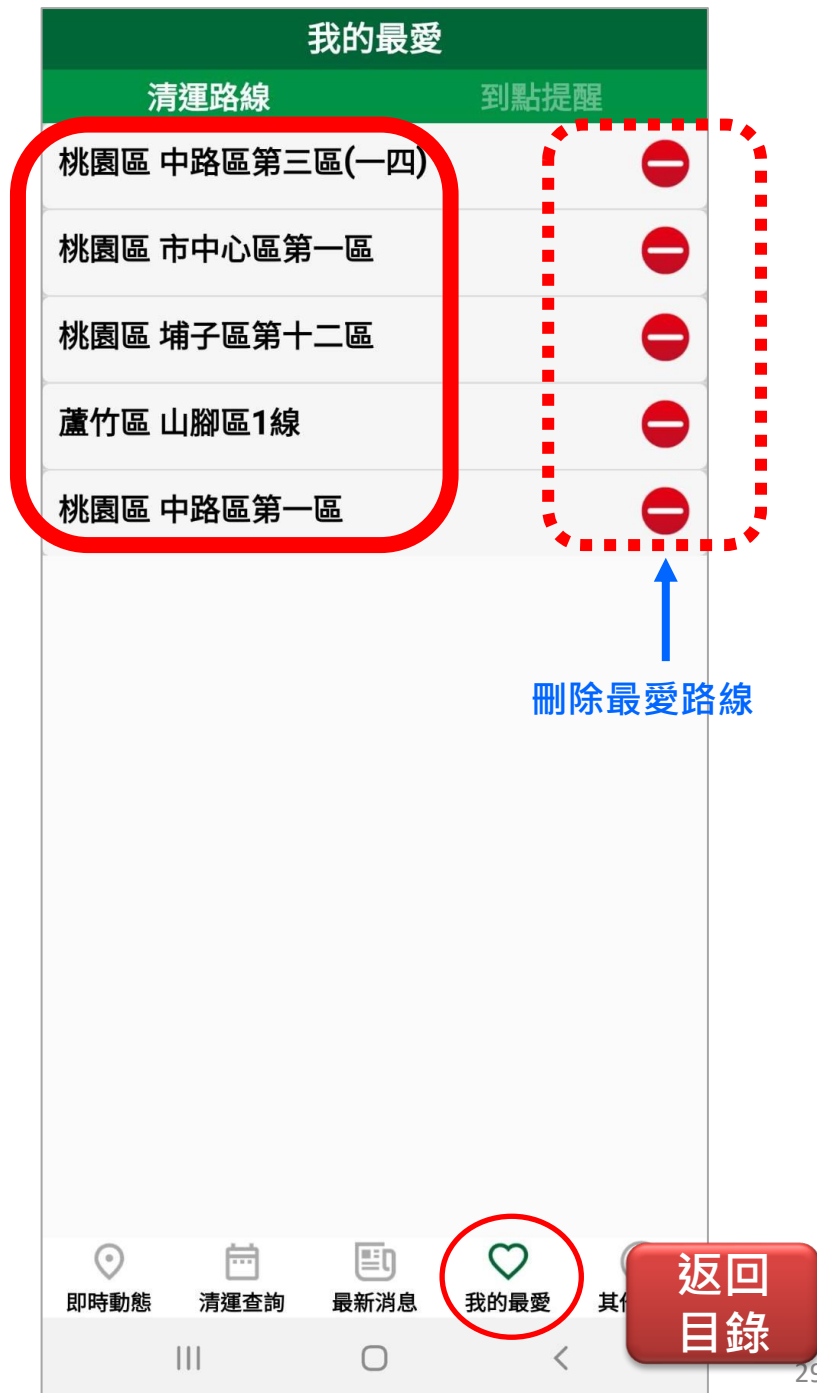 我的最愛
清運路線 到點提醒
桃園區 中路區第三區(一四)
桃園區 市中心區第一區
桃園區 埔子區第十二區
蘆竹區 山腳區1線
桃園區 中路區第一區
刪除最愛路線
即時動態 清運查詢 最新消息 我的最愛 其
返回
目錄
29